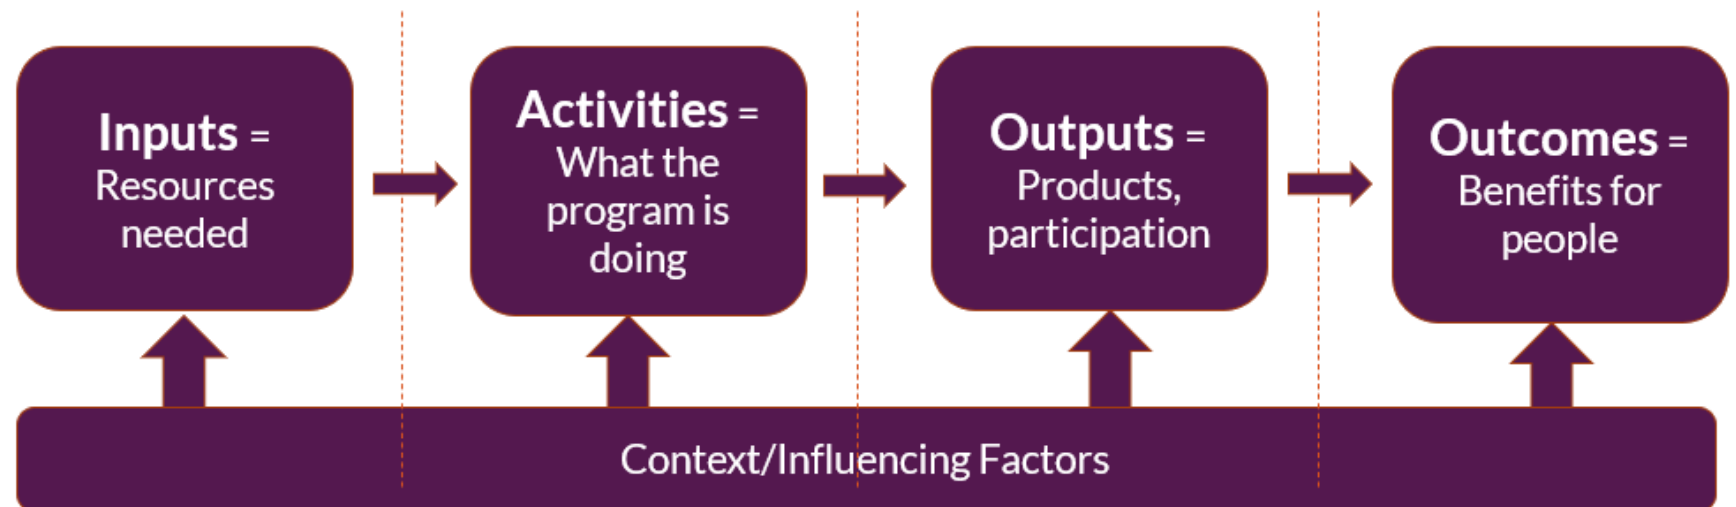 Inputs =
Resources
needed
Activities =
What the
program is
doing
Outputs =
Products,
participation
Outcomes =
Benefits for
people
Context/Influencing Factors